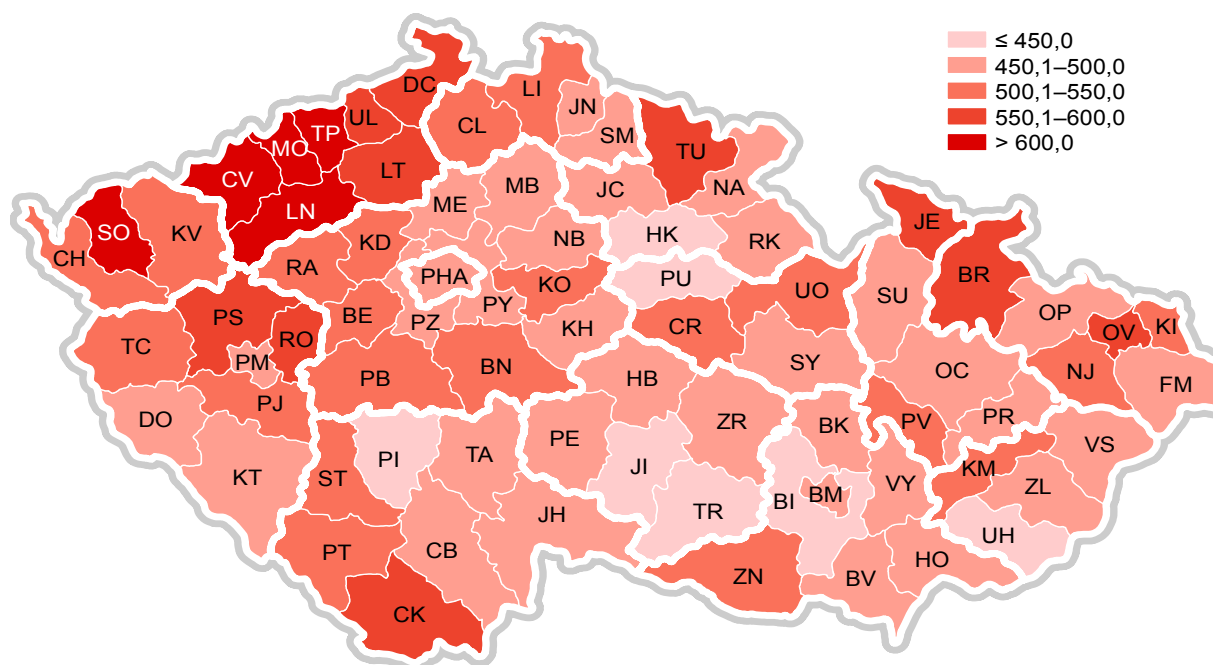 ≤ 450,0
450,1–500,0
500,1–550,0
550,1–600,0
> 600,0
DC
LI
JN
UL
TP
CL
SM
MO
TU
CV
LT
MB
JC
NA
LN
ME
SO
KV
NB
HK
RK
KD
JE
CH
RA
PHA
PU
BR
KO
UO
SU
PY
OP
PS
BE
PZ
KH
CR
OV
KI
TC
RO
PM
SY
BN
HB
OC
NJ
FM
PB
PJ
DO
ZR
BK
PV
PR
VS
PE
PI
TA
KT
ST
JI
KM
ZL
VY
BI
BM
TR
JH
UH
PT
CB
HO
ZN
BV
CK